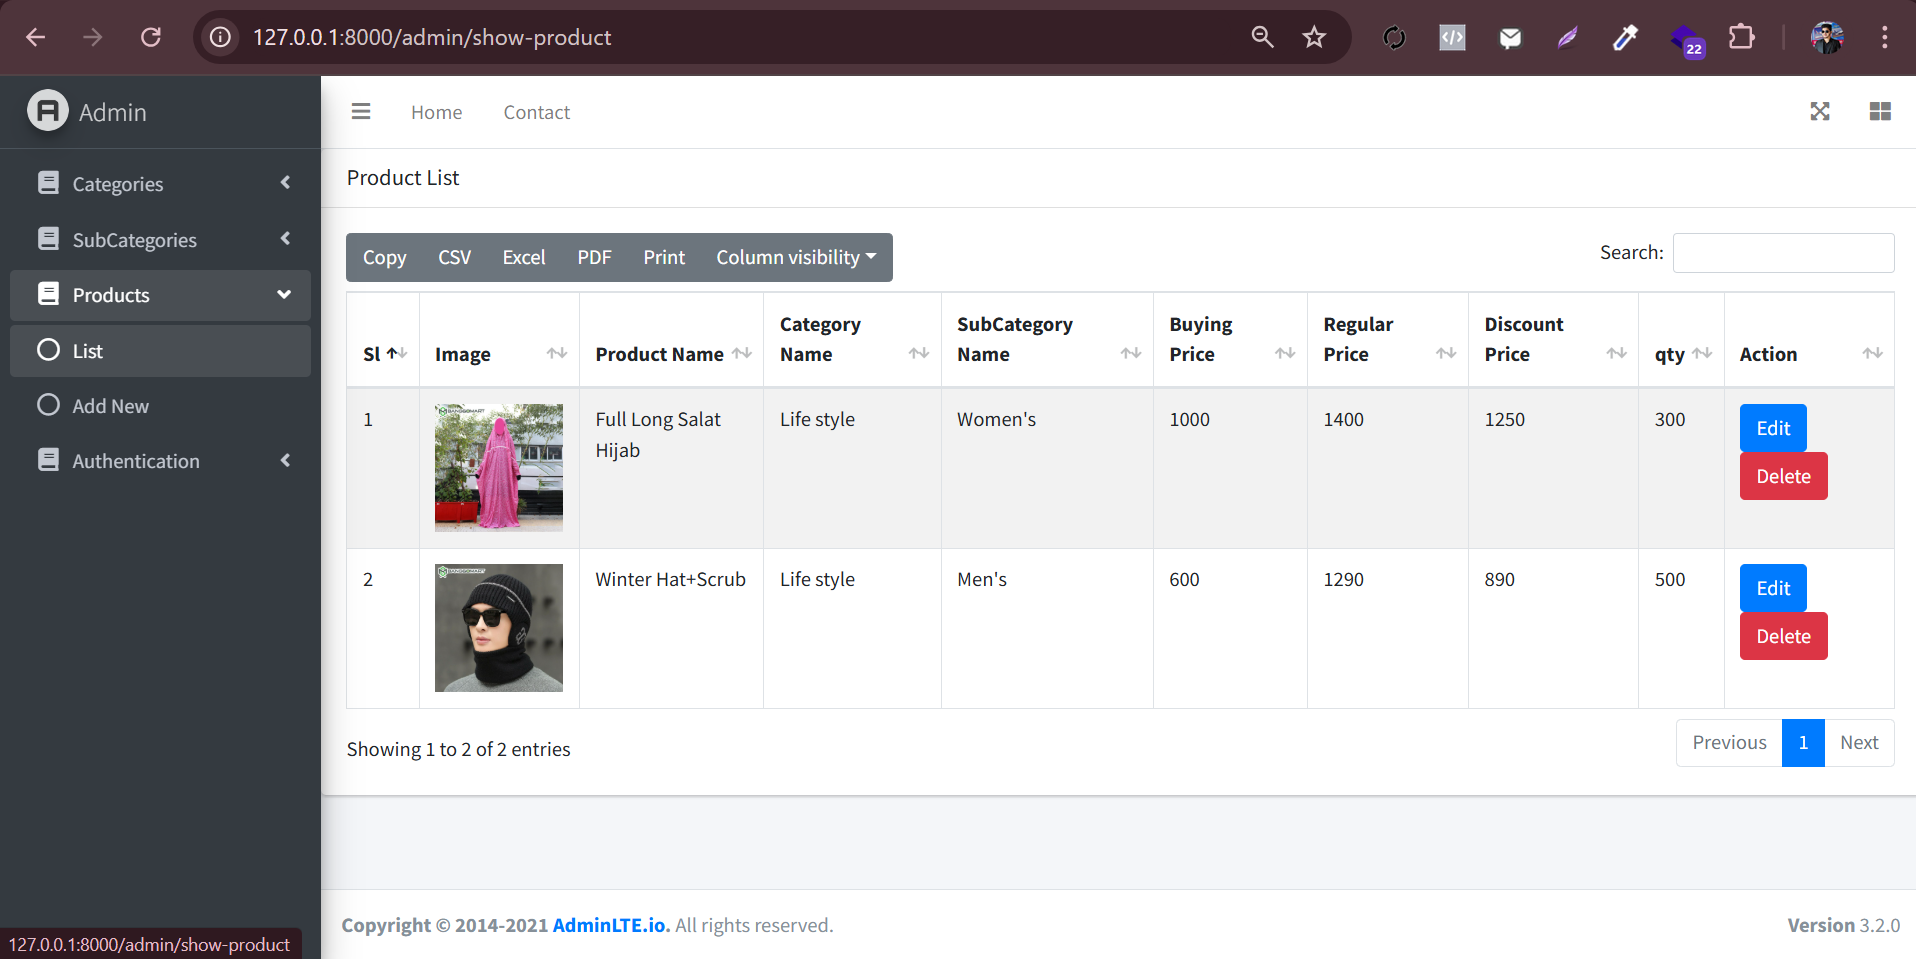 127.0.0.1:8000/admin/show-product
22
Admin
Home
Contact
Categories
SubCategories
Products
List
Add New
Authentication
Product List
Copy
CSV
Excel
PDF
Print
Column visibility
Search:
Sl
Image
Product Name
Category
Name
SubCategory
Name
Buying
Price
Regular
Price
Discount
Price
qty
Action
1
BANGGOMART
Full Long Salat
Hijab
Life style
Women's
1000
1400
1250
300
Edit
Delete
2
BANGGOMART
Winter Hat+Scrub
Life style
Men's
600
1290
890
500
Edit
Delete
Showing 1 to 2 of 2 entries
Previous
1
Next
Copyright © 2014-2021 AdminLTE.io. All rights reserved.
Version 3.2.0
127.0.0.1:8000/admin/show-product